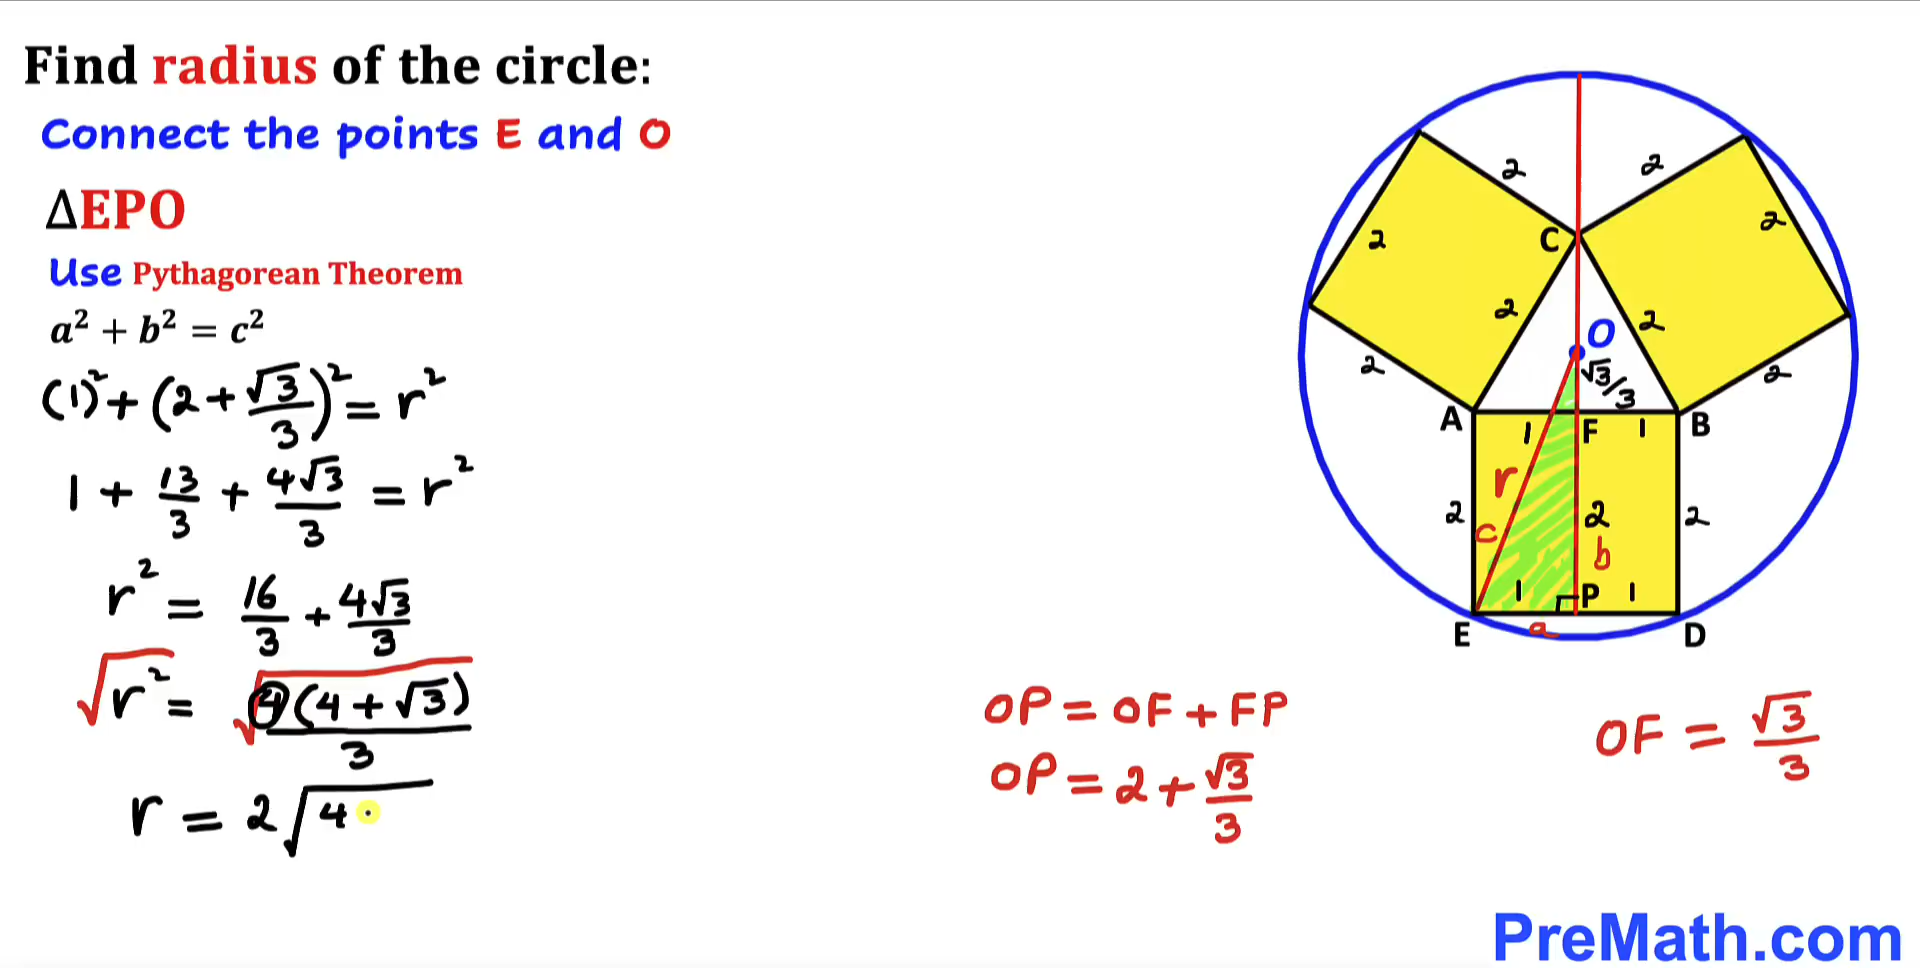 Find radius of the circle:
Connect the points E and O
ΔEPO
Use Pythagorean Theorem
a² + b² = c²
(1)² + (2 + √3/3)² = r²
1 + 13/3 + 4√3/3 = r²
r² = 16/3 + 4√3/3
√r² = √4(4 + √3)/3
r = 2√4
2
2
2
2
C
2
2
2
O
√3/3
2
2
A
1
F
1
B
r
2
c
2
b
2
1
P
1
E
a
D
OP = OF + FP
OP = 2 + √3/3
OF = √3/3
PreMath.com